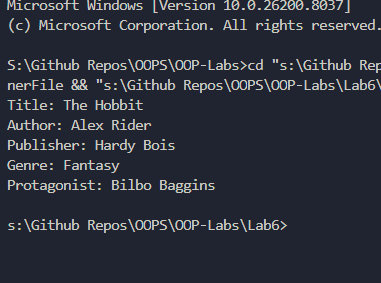 Microsoft Windows [Version 10.0.26200.8037]
(c) Microsoft Corporation. All rights reserved.
S:\Github Repos\OOPS\OOP-Labs>cd "s:\Github Rep
nerFile && "s:\Github Repos\OOPS\OOP-Labs\Lab6\
Title: The Hobbit
Author: Alex Rider
Publisher: Hardy Bois
Genre: Fantasy
Protagonist: Bilbo Baggins
s:\Github Repos\OOPS\OOP-Labs\Lab6>